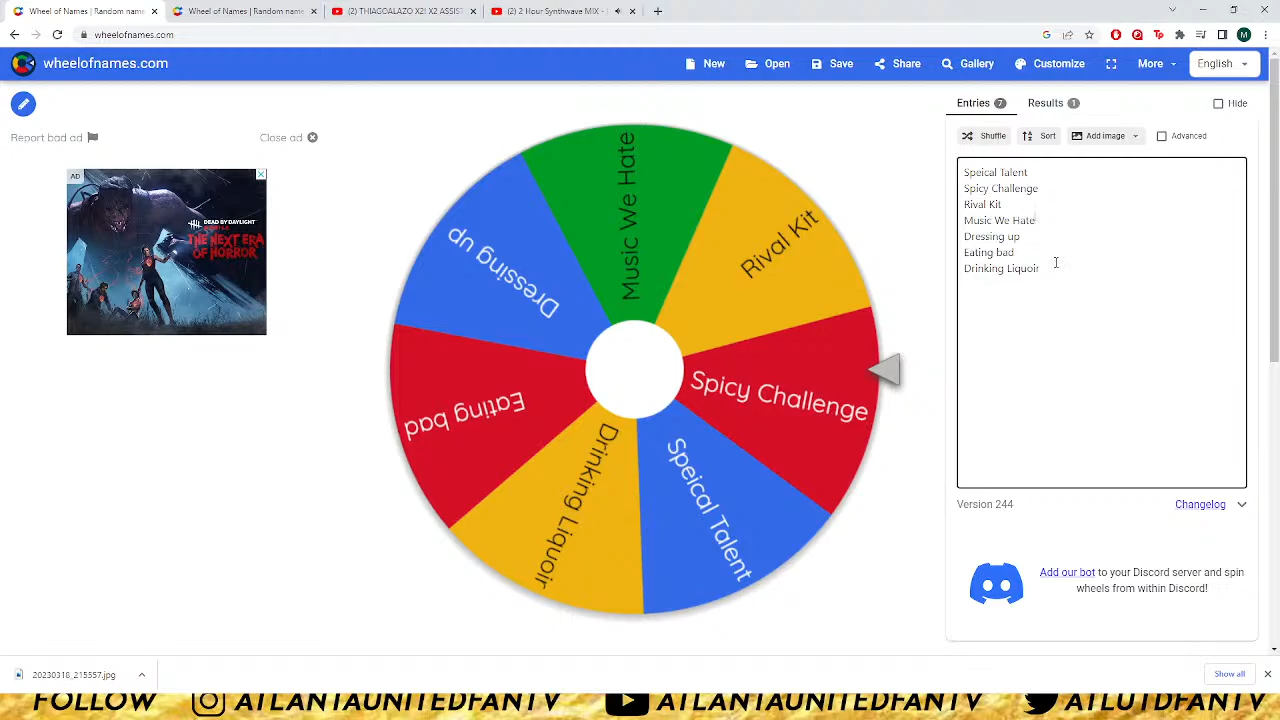 Wheel of Names | Random name
Wheel of Names | Random name
(2) THIAGOALAZO X2! X2 ASSIST
(2) 2 Hour Synthwave MIX -
wheelofnames.com
wheelofnames.com
New
Open
Save
Share
Gallery
Customize
More
English
Report bad ad
Close ad
AD
DEAD BY DAYLIGHT
MOBILE
THE NEXT ERA
OF HORROR
Music We Hate
Rival Kit
Spicy Challenge
Speical Talent
Drinking Liquoir
Eating bad
Dressing up
Entries 7
Results 1
Hide
Shuffle
Sort
Add image
Advanced
Speical Talent
Spicy Challenge
Rival Kit
Music We Hate
Dressing up
Eating bad
Drinking Liquoir
Version 244
Changelog
Add our bot to your Discord server and spin
wheels from within Discord!
20230318_215557.jpg
Show all
FOLLOW ATLANTAUNITEDFANTV ATLANTAUNITEDFANTV ATLUTDFANTV